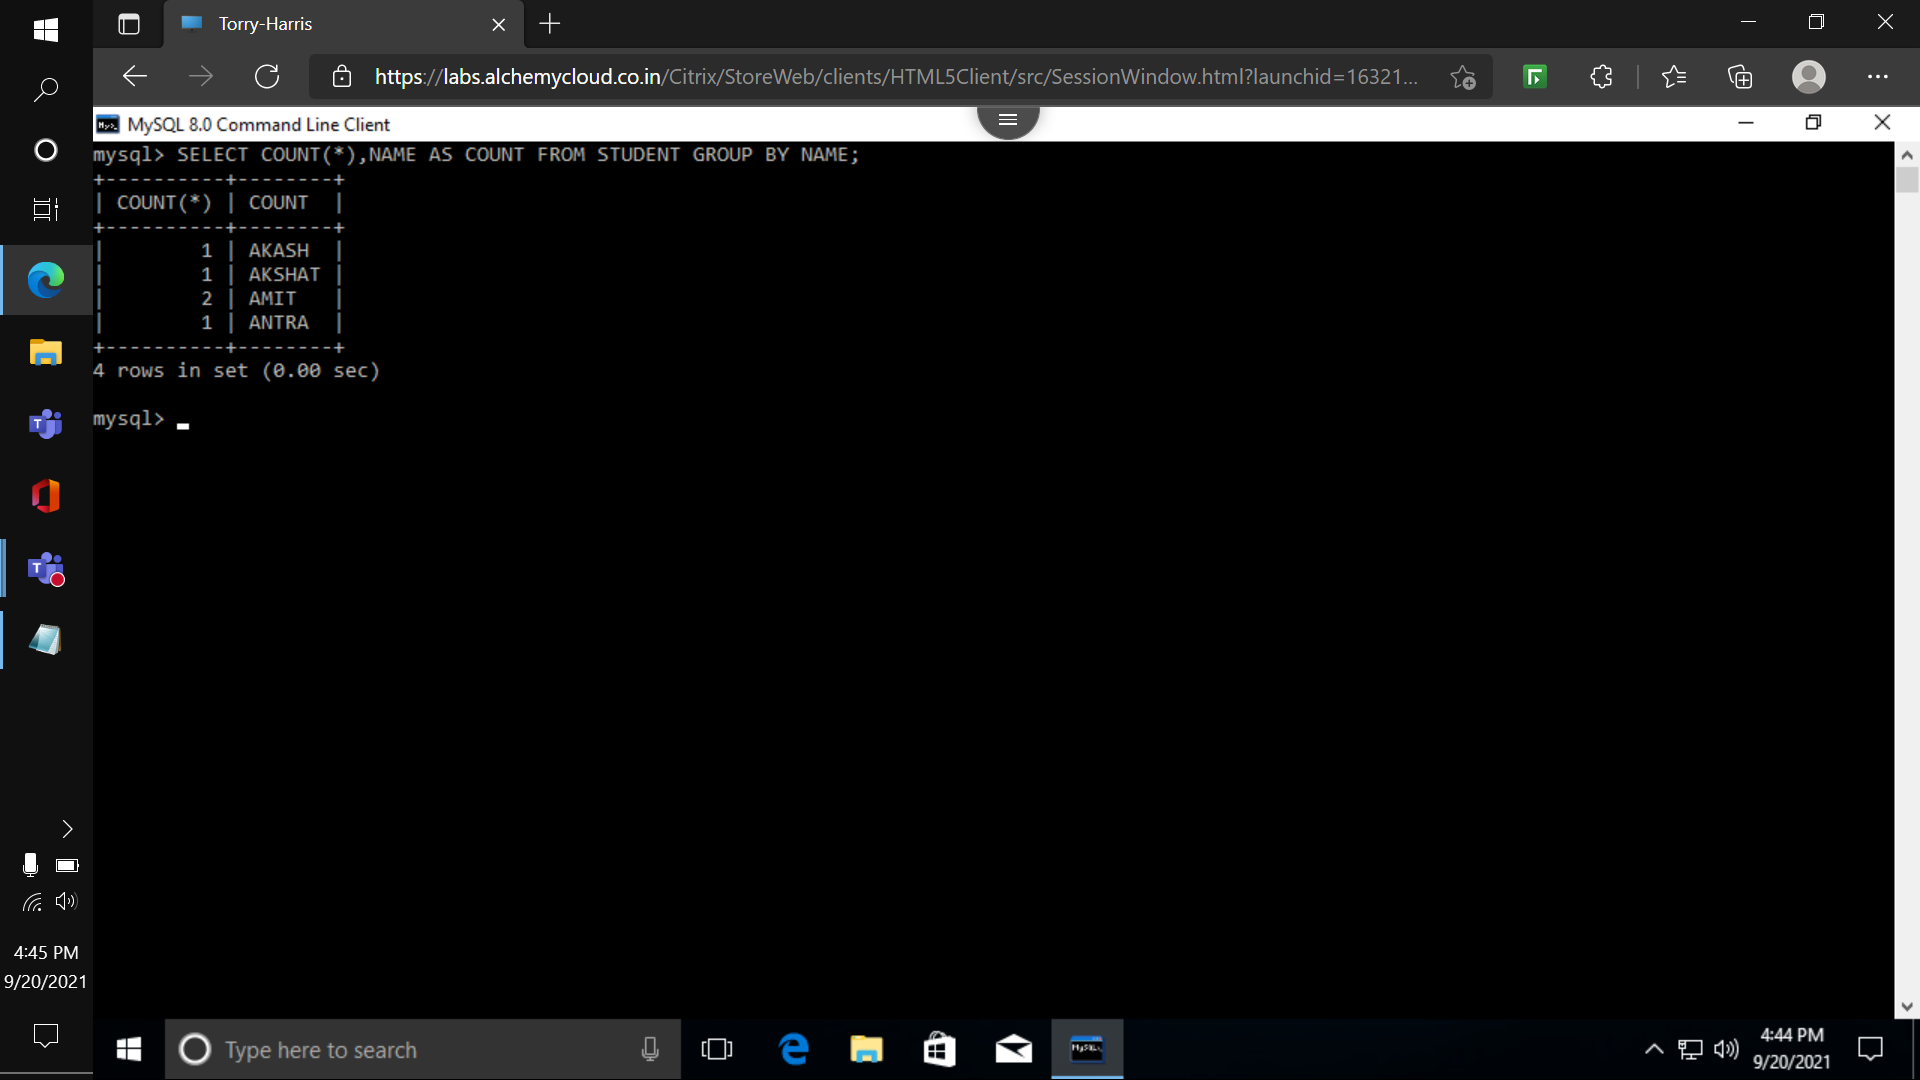 Torry-Harris
https://labs.alchemycloud.co.in/Citrix/StoreWeb/clients/HTML5Client/src/SessionWindow.html?launchid=16321...
MySQL 8.0 Command Line Client
mysql> SELECT COUNT(*),NAME AS COUNT FROM STUDENT GROUP BY NAME;
+----------+--------+
| COUNT(*) | COUNT  |
+----------+--------+
|        1 | AKASH  |
|        1 | AKSHAT |
|        2 | AMIT   |
|        1 | ANTRA  |
+----------+--------+
4 rows in set (0.00 sec)
mysql> _
4:45 PM
9/20/2021
Type here to search
4:44 PM
9/20/2021